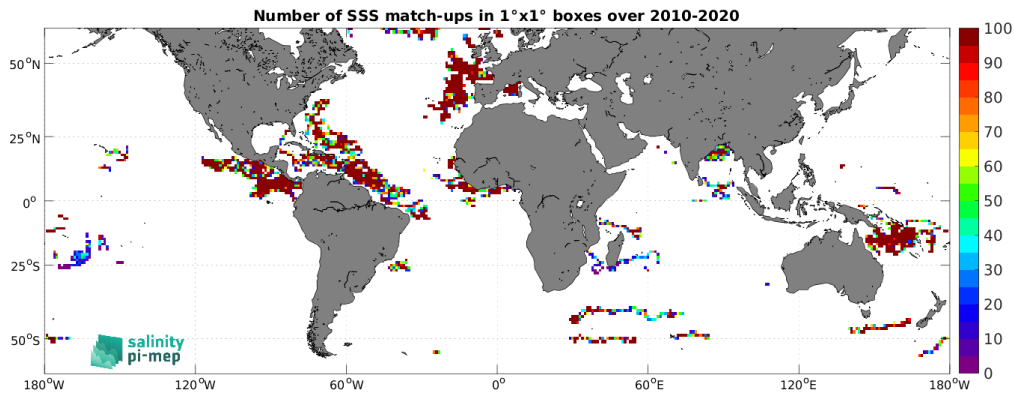 Number of SSS match-ups in 1°x1° boxes over 2010-2020
50°N
25°N
0°
25°S
50°S
180°W
120°W
60°W
0°
60°E
120°E
180°W
100
90
80
70
60
50
40
30
20
10
0
salinity
pi-mep